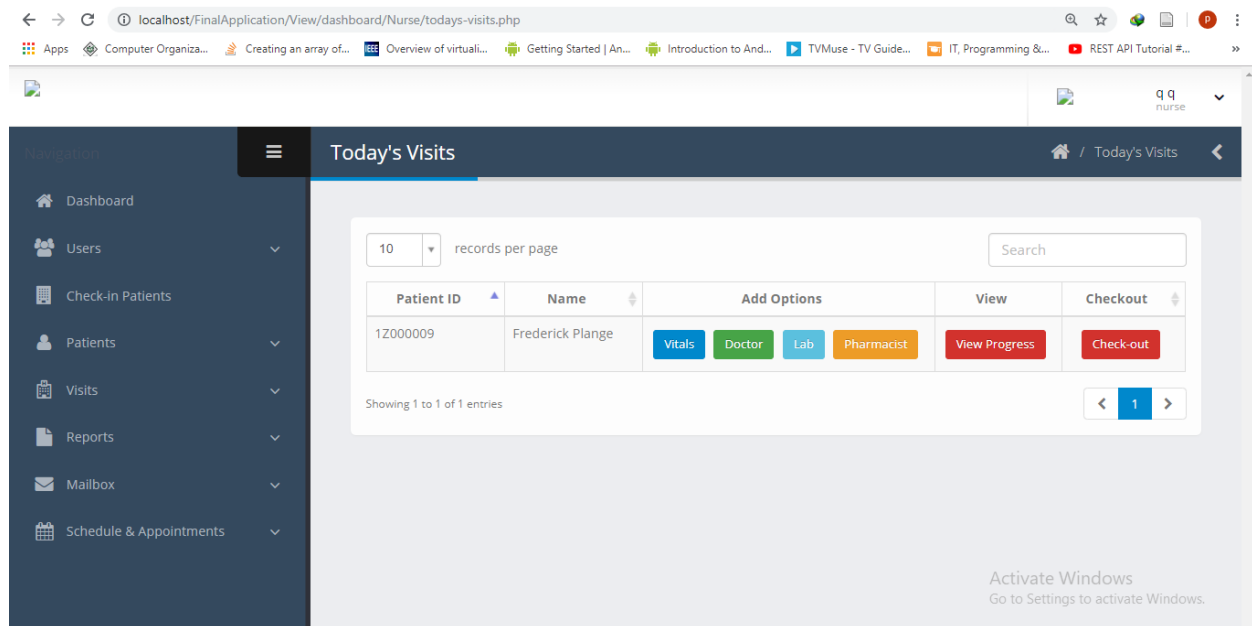 localhost/FinalApplication/View/dashboard/Nurse/todays-visits.php
P
Apps Computer Organiza... Creating an array of... IEEE Overview of virtuali... Getting Started | An... Introduction to And... TVMuse - TV Guide... IT, Programming &... REST API Tutorial #... »
q q
nurse
Navigation
Today's Visits
/ Today's Visits
Dashboard
Users
Check-in Patients
Patients
Visits
Reports
Mailbox
Schedule & Appointments
10 records per page
Search
Patient ID Name Add Options View Checkout
1Z000009 Frederick Plange Vitals Doctor Lab Pharmacist View Progress Check-out
Showing 1 to 1 of 1 entries
1
Activate Windows
Go to Settings to activate Windows.